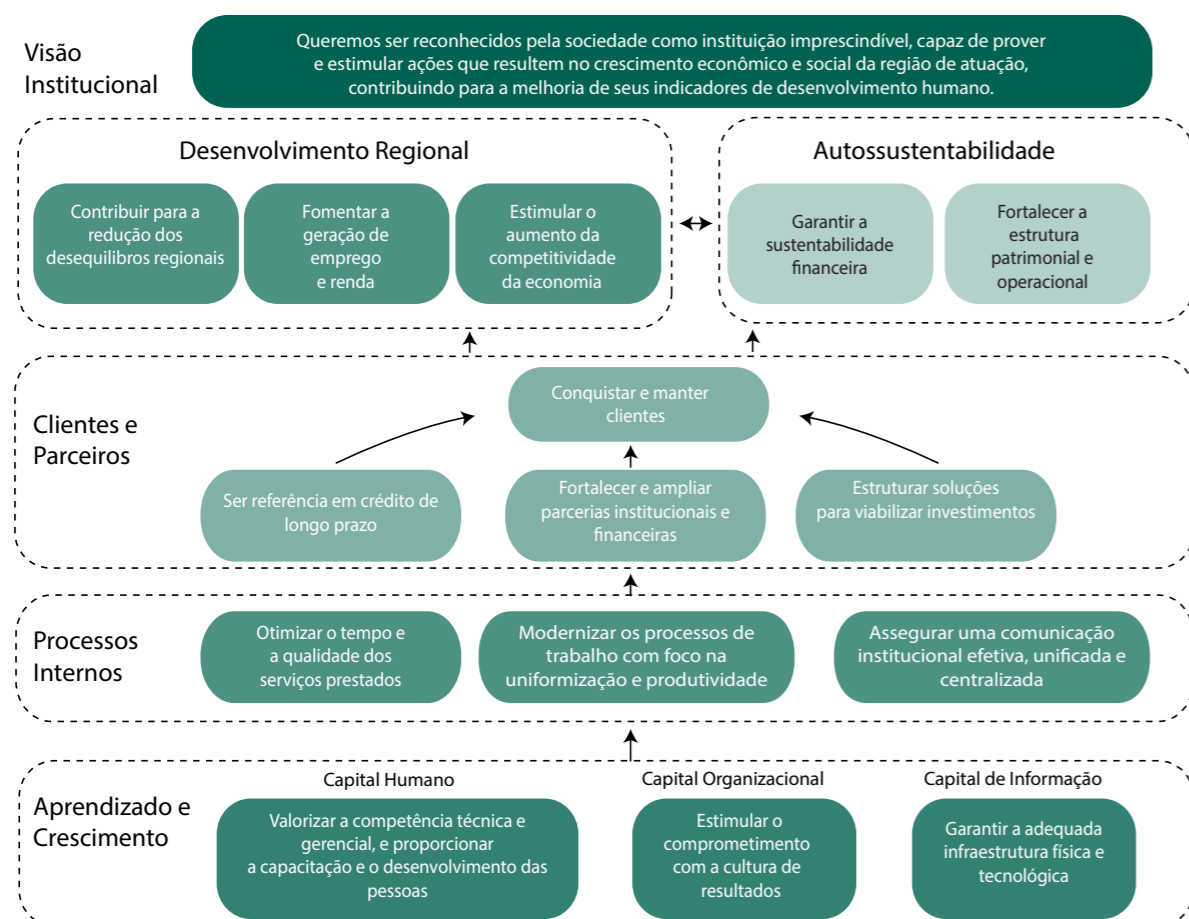 Visão
Institucional
Queremos ser reconhecidos pela sociedade como instituição imprescindível, capaz de prover
e estimular ações que resultem no crescimento econômico e social da região de atuação,
contribuindo para a melhoria de seus indicadores de desenvolvimento humano.
Desenvolvimento Regional
Contribuir para a
redução dos
desequilibros regionais
Fomentar a
geração de
emprego
e renda
Estimular o
aumento da
competitividade
da economia
Autossustentabilidade
Garantir a
sustentabilidade
financeira
Fortalecer a
estrutura
patrimonial e
operacional
Clientes e
Parceiros
Conquistar e manter
clientes
Ser referência em crédito de
longo prazo
Fortalecer e ampliar
parcerias institucionais e
financeiras
Estruturar soluções
para viabilizar investimentos
Processos
Internos
Otimizar o tempo e
a qualidade dos
serviços prestados
Modernizar os processos de
trabalho com foco na
uniformização e produtividade
Assegurar uma comunicação
institucional efetiva, unificada e
centralizada
Aprendizado e
Crescimento
Capital Humano
Valorizar a competência técnica e
gerencial, e proporcionar
a capacitação e o desenvolvimento das
pessoas
Capital Organizacional
Estimular o
comprometimento
com a cultura de
resultados
Capital de Informação
Garantir a adequada
infraestrutura física e
tecnológica